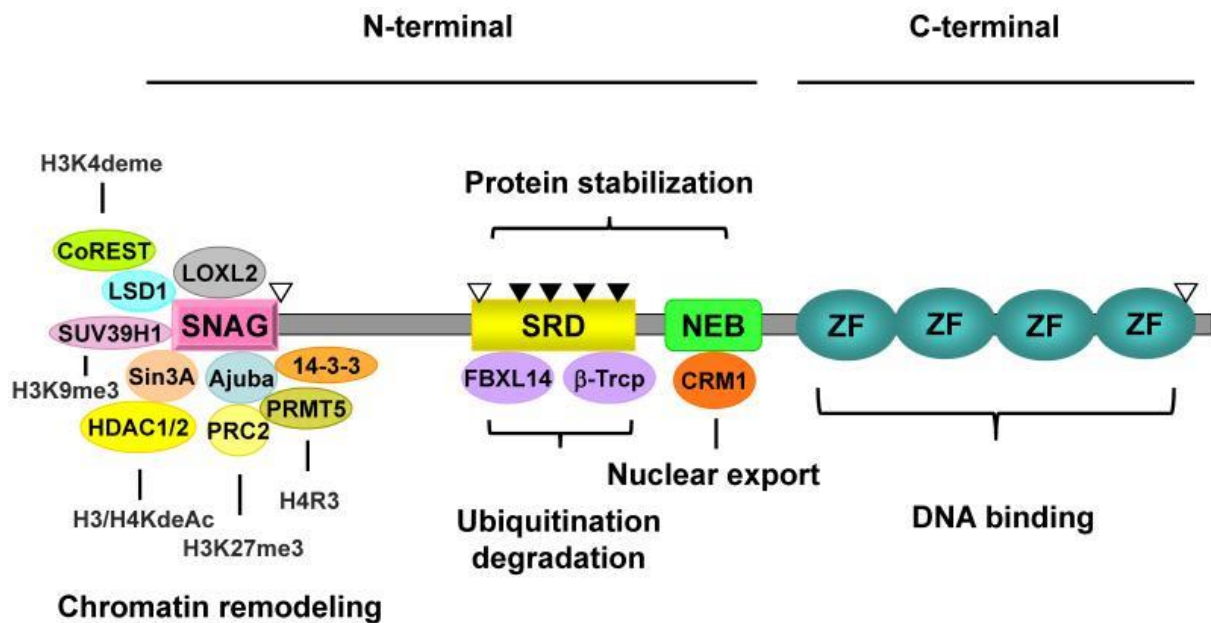 N-terminal
C-terminal
H3K4deme
Protein stabilization
CoREST
LOXL2
LSD1
SUV39H1
SNAG
SRD
NEB
ZF
ZF
ZF
ZF
H3K9me3
Sin3A
Ajuba
14-3-3
FBXL14
β-Trcp
CRM1
HDAC1/2
PRC2
PRMT5
Nuclear export
H4R3
H3/H4KdeAc
H3K27me3
Ubiquitination
degradation
DNA binding
Chromatin remodeling